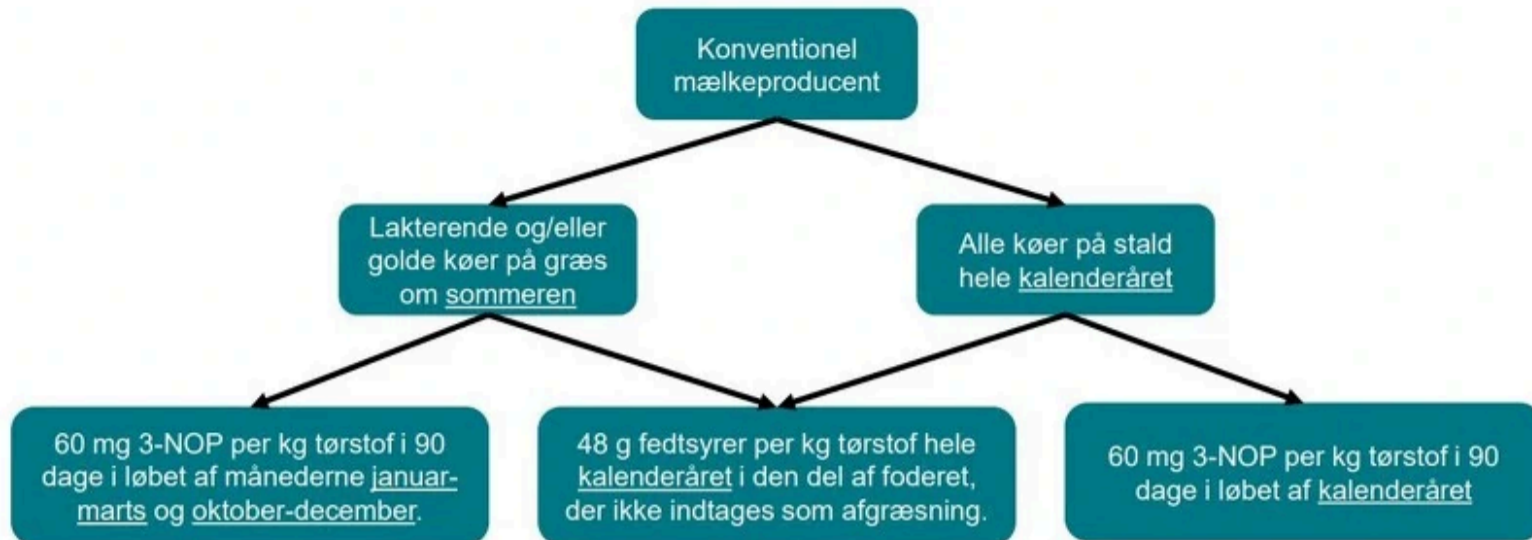 Konventionel
mælkeproducent
Lakterende og/eller
golde køer på græs
om sommeren
Alle køer på stald
hele kalenderåret
60 mg 3-NOP per kg tørstof i 90
dage i løbet af månederne januar-
marts og oktober-december.
48 g fedtsyrer per kg tørstof hele
kalenderåret i den del af foderet,
der ikke indtages som afgræsning.
60 mg 3-NOP per kg tørstof i 90
dage i løbet af kalenderåret